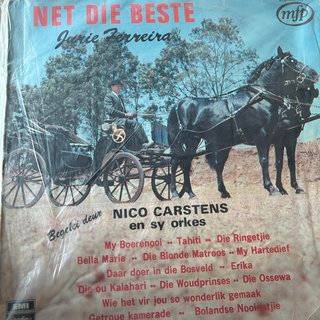 NET DIE BESTE
mfp
Jurie Ferreira
Begelei deur
NICO CARSTENS
en sy orkes
My Boerenooi -- Tahiti -- Die Ringetjie
Bella Marie -- Die Blonde Matroos -- My Hartedief
Daar doer in die Bosveld -- Erika
Die ou Kalahari -- Die Woudprinses -- Die Ossewa
Wie het vir jou so wonderlik gemaak
Getroue kamerade -- Bolandse Nooientjie
EMI